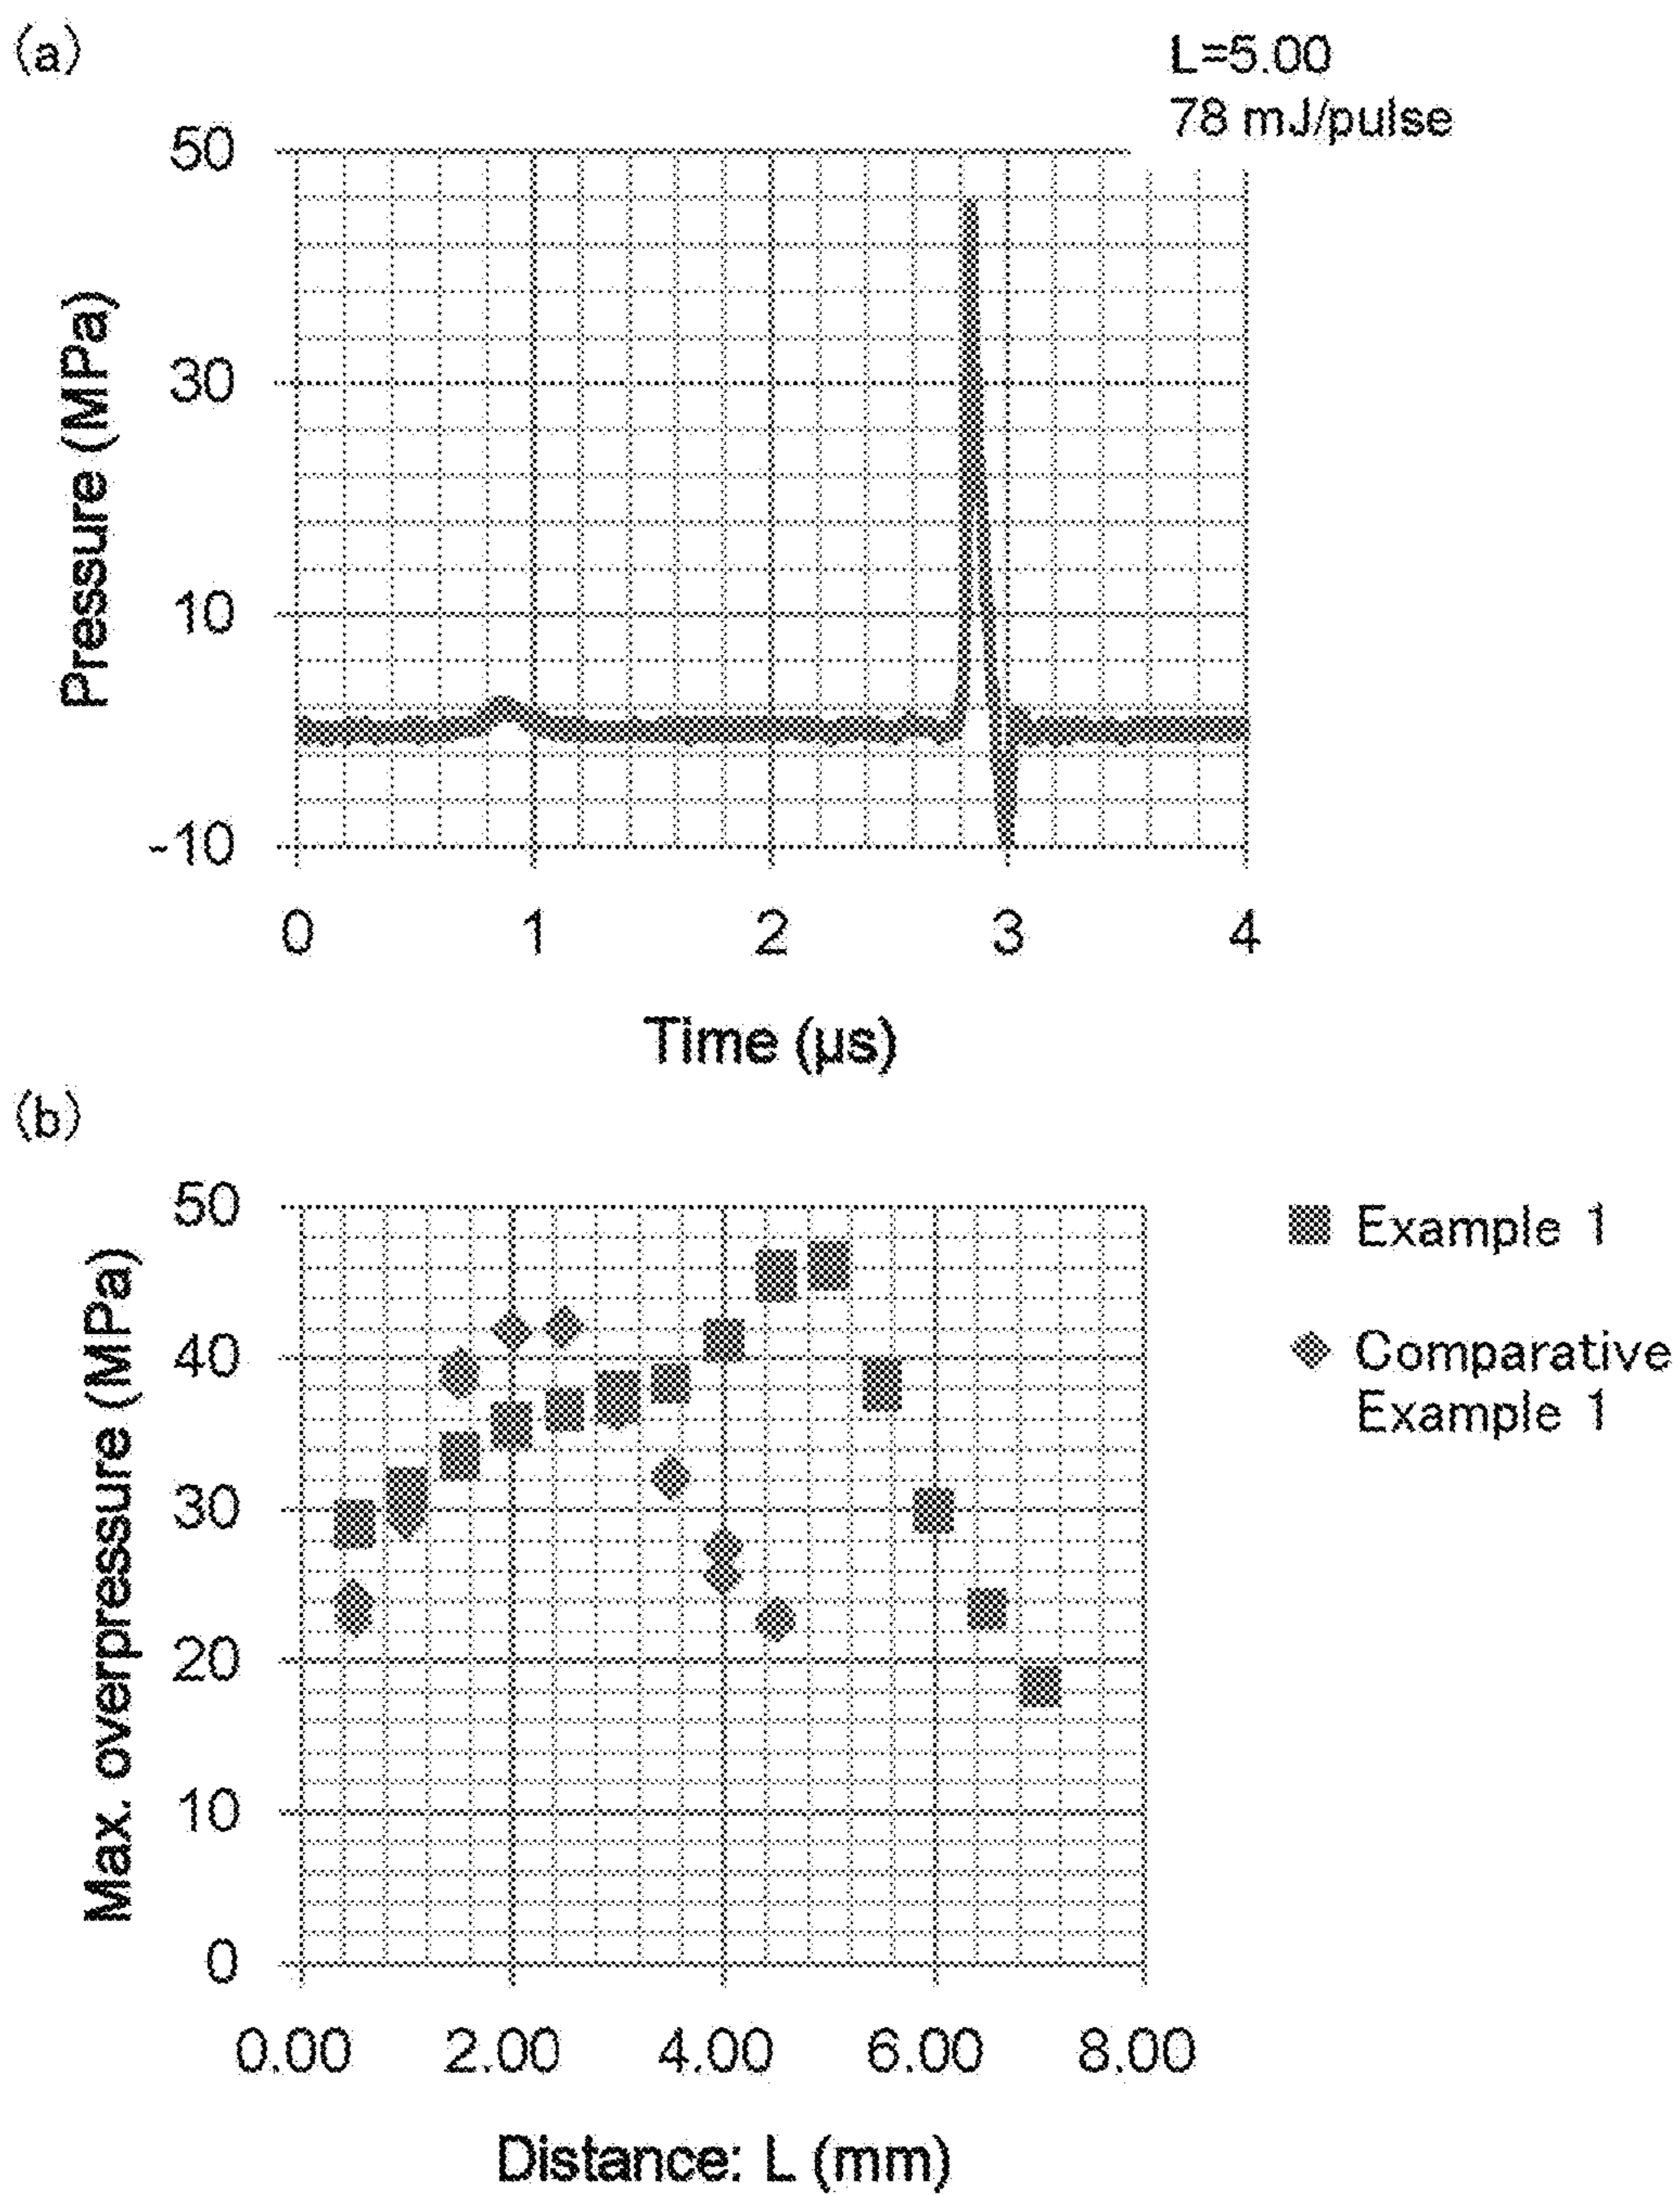 (a)
L=5.00
78 mJ/pulse
50
30
10
-10
Pressure (MPa)
0 1 2 3 4
Time (µs)
(b)
50
40
30
20
10
0
Max. overpressure (MPa)
0.00 2.00 4.00 6.00 8.00
Distance: L (mm)
Example 1
Comparative
Example 1